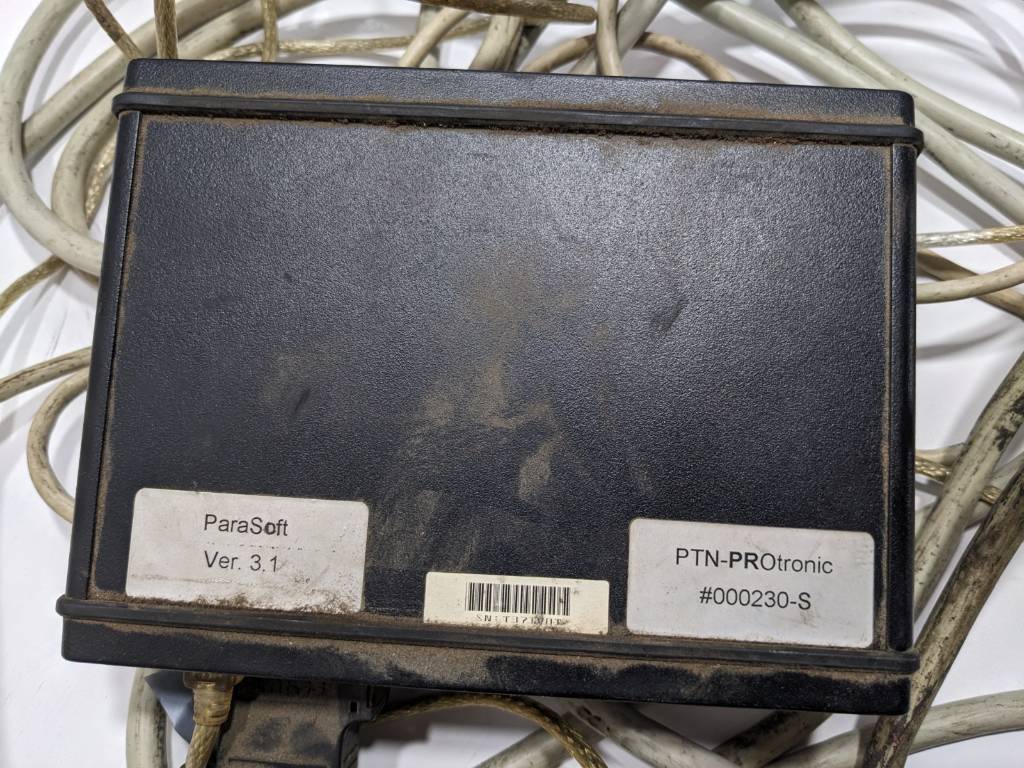 ParaSoft
Ver. 3.1
PTN-PROtronic
#000230-S